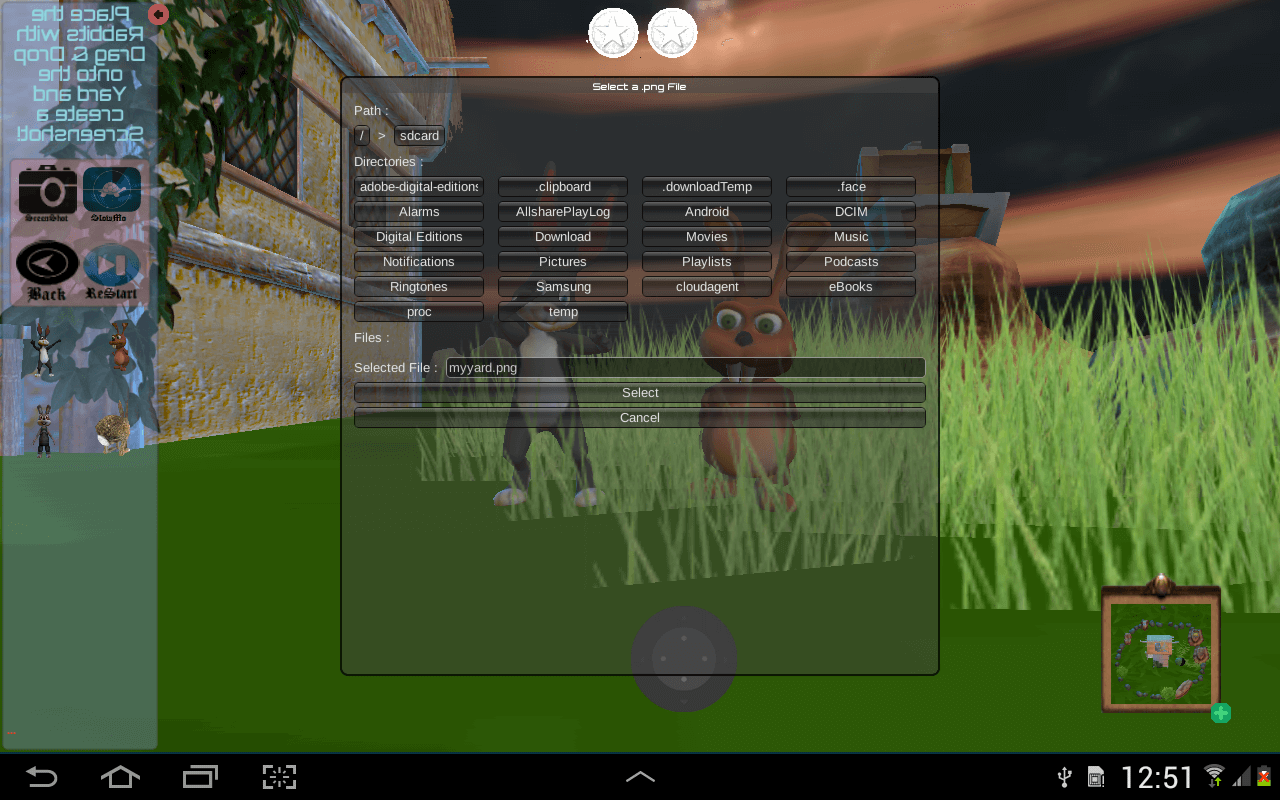 Place the
Rabbits with
Drag & Drop
onto the
Yard and
create a
Screenshot!
ScreenShot
SlowMo
Back
ReStart
Select a .png File
Path :
/ > sdcard
Directories :
adobe-digital-editions .clipboard .downloadTemp .face
Alarms AllsharePlayLog Android DCIM
Digital Editions Download Movies Music
Notifications Pictures Playlists Podcasts
Ringtones Samsung cloudagent eBooks
proc temp
Files :
Selected File : myyard.png
Select
Cancel
12:51